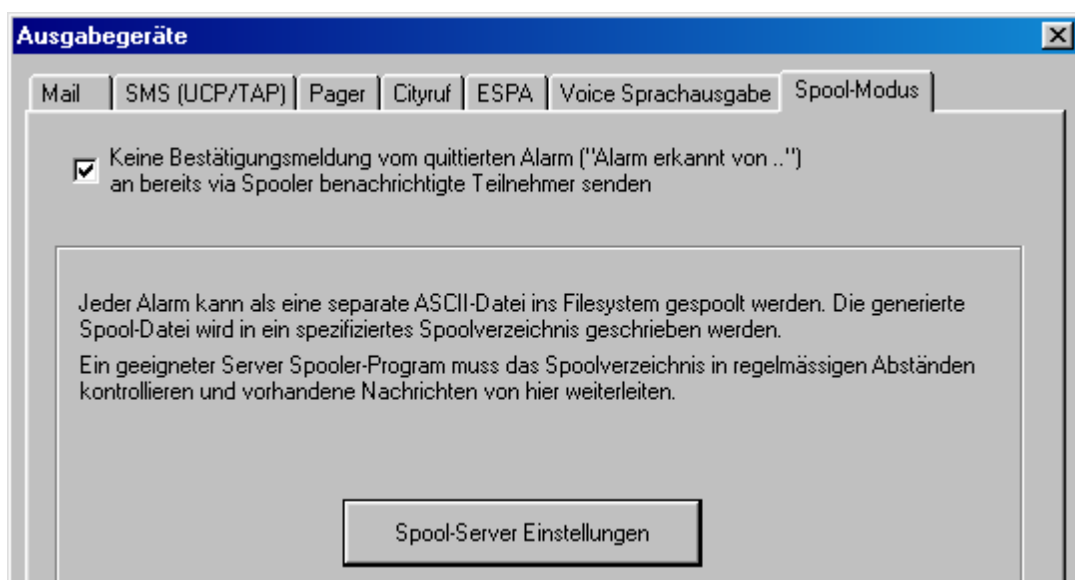 Ausgabegeräte
Mail SMS (UCP/TAP) Pager Cityruf ESPA Voice Sprachausgabe Spool-Modus
Keine Bestätigungsmeldung vom quittierten Alarm ("Alarm erkannt von ..")
an bereits via Spooler benachrichtigte Teilnehmer senden
Jeder Alarm kann als eine separate ASCII-Datei ins Filesystem gespoolt werden. Die generierte
Spool-Datei wird in ein spezifiziertes Spoolverzeichnis geschrieben werden.
Ein geeigneter Server Spooler-Program muss das Spoolverzeichnis in regelmässigen Abständen
kontrollieren und vorhandene Nachrichten von hier weiterleiten.
Spool-Server Einstellungen